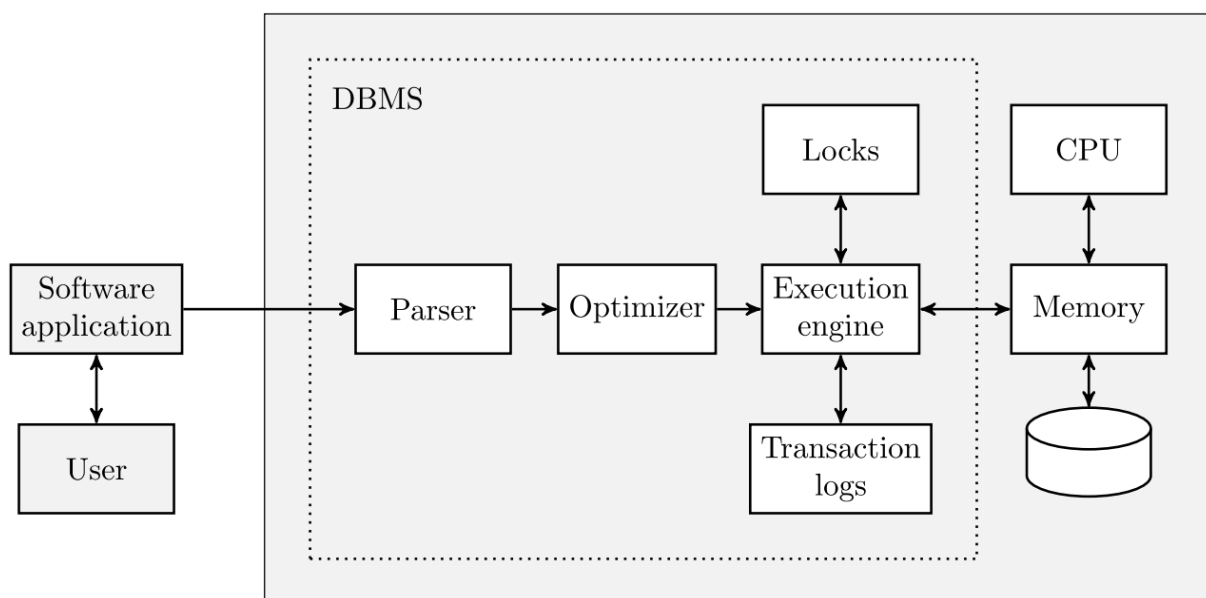 DBMS
Locks
CPU
Software
application
Parser
Optimizer
Execution
engine
Memory
User
Transaction
logs